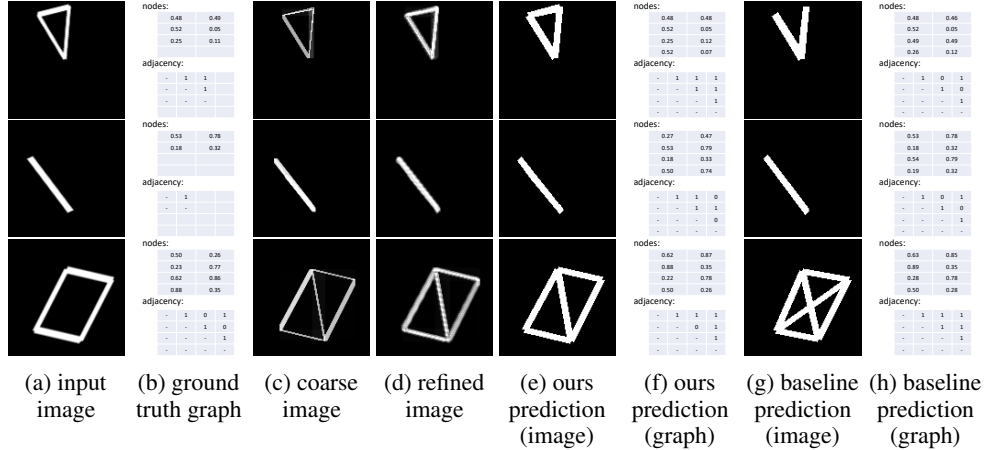 nodes:
0.48 0.49
0.52 0.05
0.25 0.11
adjacency:
- 1 1
- - 1
- - -
nodes:
0.48 0.48
0.52 0.05
0.25 0.12
0.52 0.07
adjacency:
- 1 1 1
- - 1 1
- - - 1
- - - -
nodes:
0.48 0.46
0.52 0.05
0.49 0.49
0.26 0.12
adjacency:
- 1 0 1
- - 1 0
- - - 1
- - - -
nodes:
0.53 0.78
0.18 0.32
adjacency:
- 1
- -
nodes:
0.27 0.47
0.53 0.79
0.18 0.33
0.50 0.74
adjacency:
- 1 1 0
- - 1 1
- - - 0
- - - -
nodes:
0.53 0.78
0.18 0.32
0.54 0.79
0.19 0.32
adjacency:
- 1 0 1
- - 1 0
- - - 1
- - - -
nodes:
0.50 0.26
0.23 0.77
0.62 0.86
0.88 0.35
adjacency:
- 1 0 1
- - 1 0
- - - 1
- - - -
nodes:
0.62 0.87
0.88 0.35
0.22 0.78
0.50 0.26
adjacency:
- 1 1 1
- - 0 1
- - - 1
- - - -
nodes:
0.63 0.85
0.89 0.35
0.28 0.78
0.50 0.28
adjacency:
- 1 1 1
- - 1 1
- - - 1
- - - -
(a) input
image
(b) ground
truth graph
(c) coarse
image
(d) refined
image
(e) ours
prediction
(image)
(f) ours
prediction
(graph)
(g) baseline
prediction
(image)
(h) baseline
prediction
(graph)